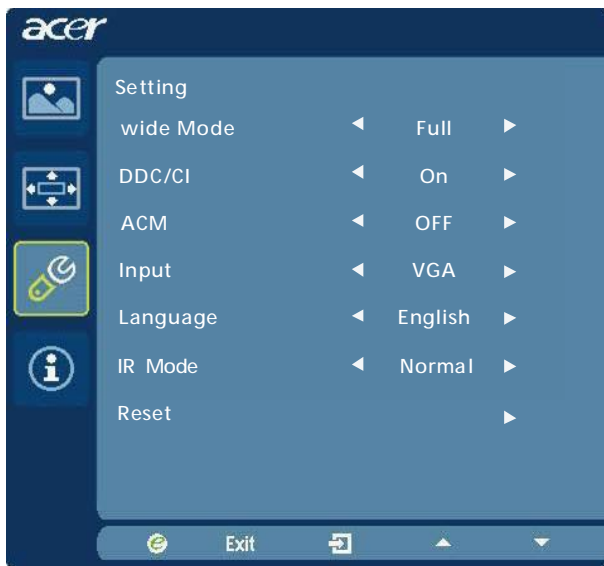 acer
Setting
wide Mode Full
DDC/CI On
ACM OFF
Input VGA
Language English
IR Mode Normal
Reset
e Exit